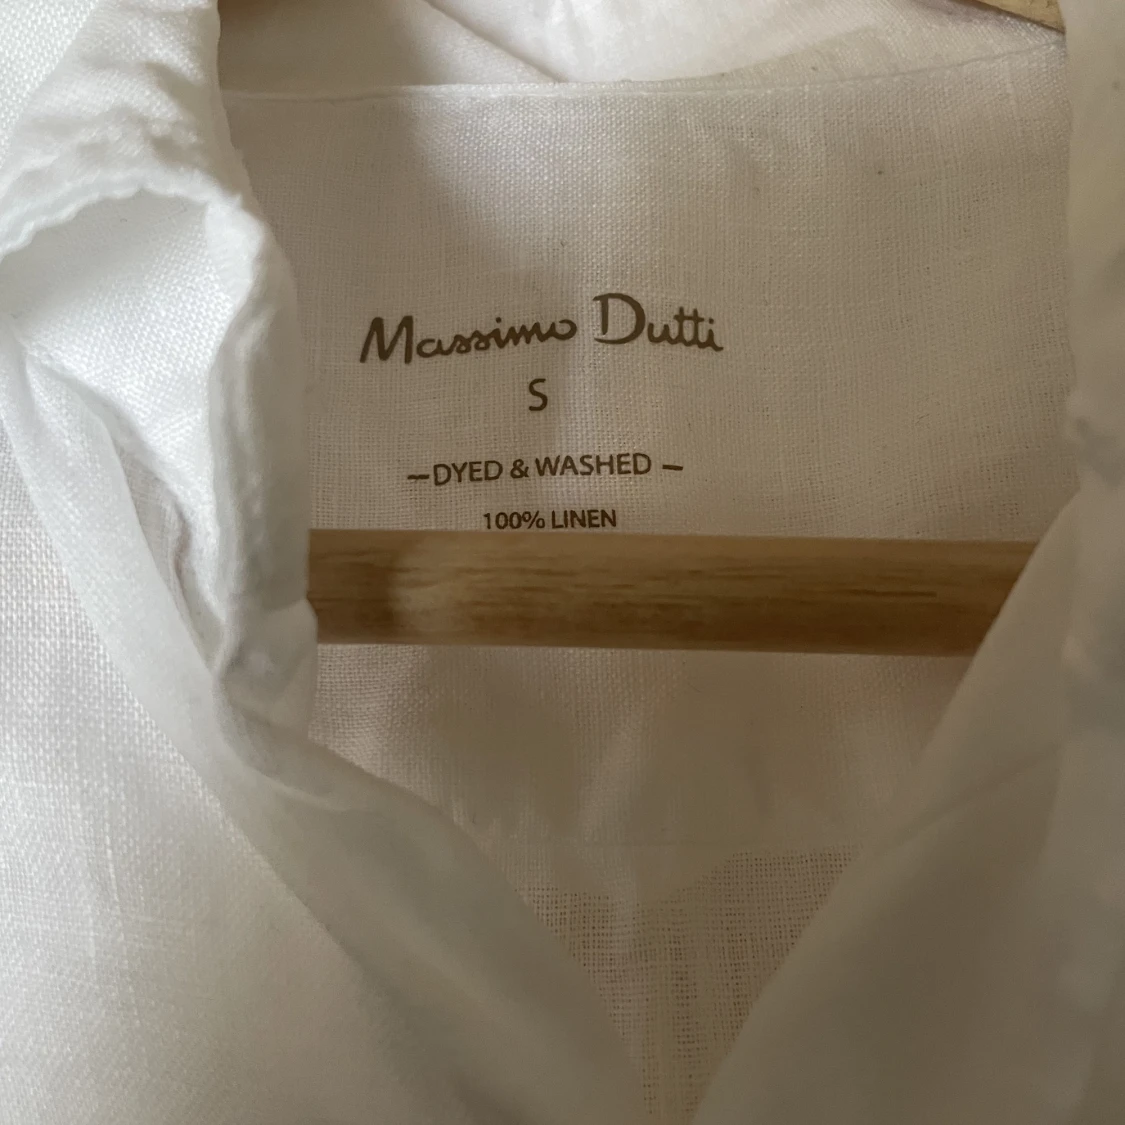 Massimo Dutti
S
—DYED & WASHED —
100% LINEN